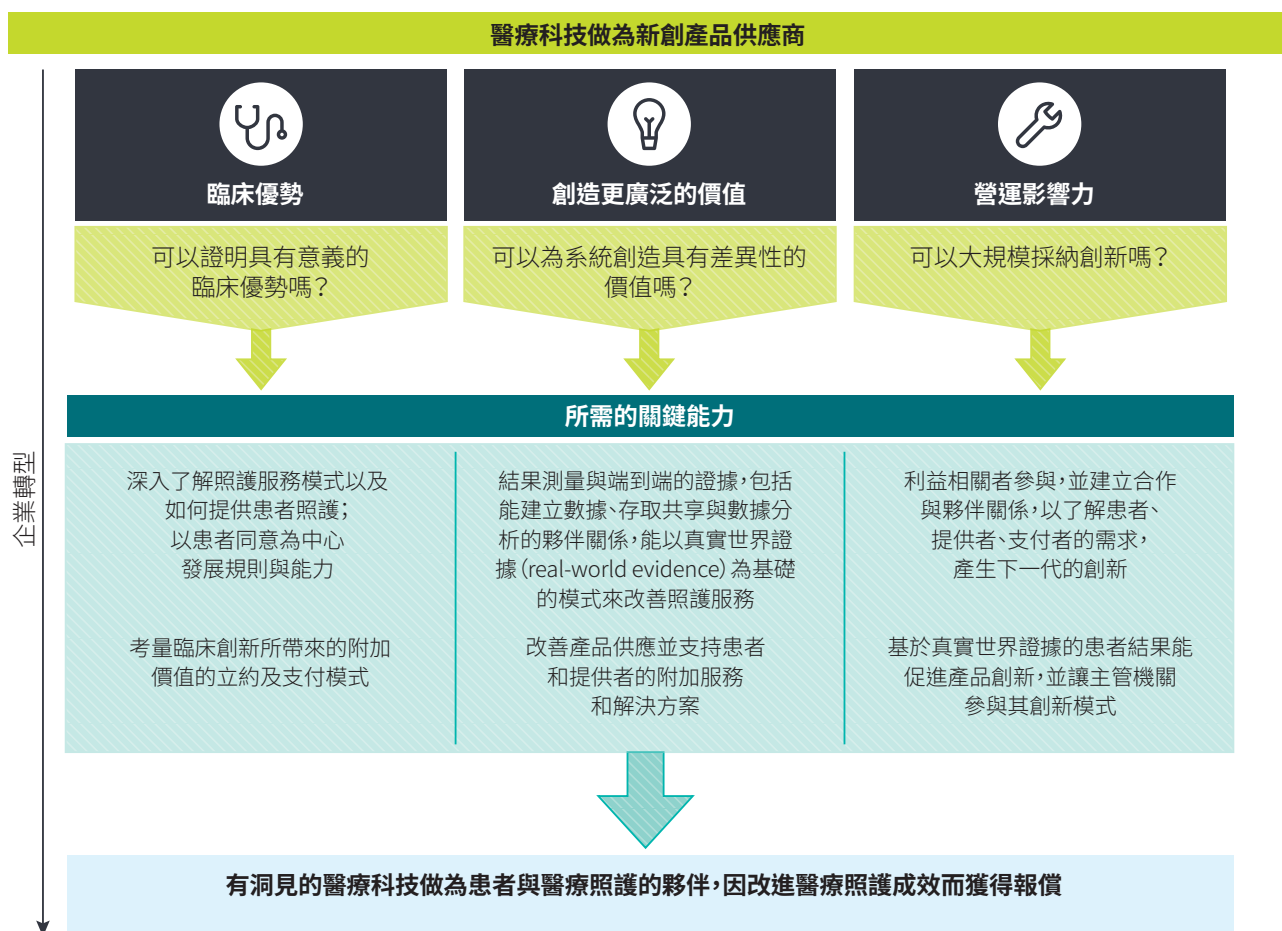 醫療科技做為新創產品供應商
臨床優勢
可以證明具有意義的
臨床優勢嗎？
創造更廣泛的價值
可以為系統創造具有差異性的
價值嗎？
營運影響力
可以大規模採納創新嗎？
企業轉型
所需的關鍵能力
深入了解照護服務模式以及
如何提供患者照護；
以患者同意為中心
發展規則與能力
考量臨床創新所帶來的附加
價值的立約及支付模式
結果測量與端到端的證據，包括
能建立數據、存取共享與數據分
析的夥伴關係，能以真實世界證
據（real-world evidence）為基礎
的模式來改善照護服務
改善產品供應並支持患者
和提供者的附加服務
和解決方案
利益相關者參與，並建立合作
與夥伴關係，以了解患者、
提供者、支付者的需求，
產生下一代的創新
基於真實世界證據的患者結果能
促進產品創新，並讓主管機關
參與其創新模式
有洞見的醫療科技做為患者與醫療照護的夥伴，因改進醫療照護成效而獲得報償